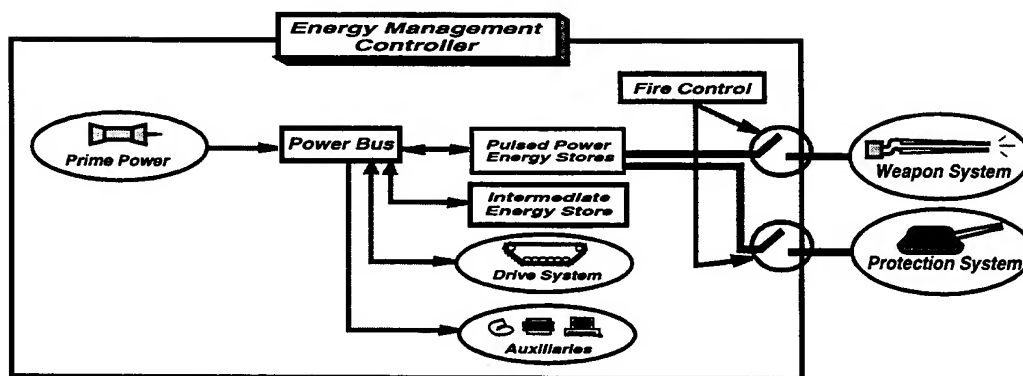 Energy Management
Controller
Fire Control
Prime Power
Power Bus
Pulsed Power
Energy Stores
Weapon System
Intermediate
Energy Store
Drive System
Protection System
Auxiliaries